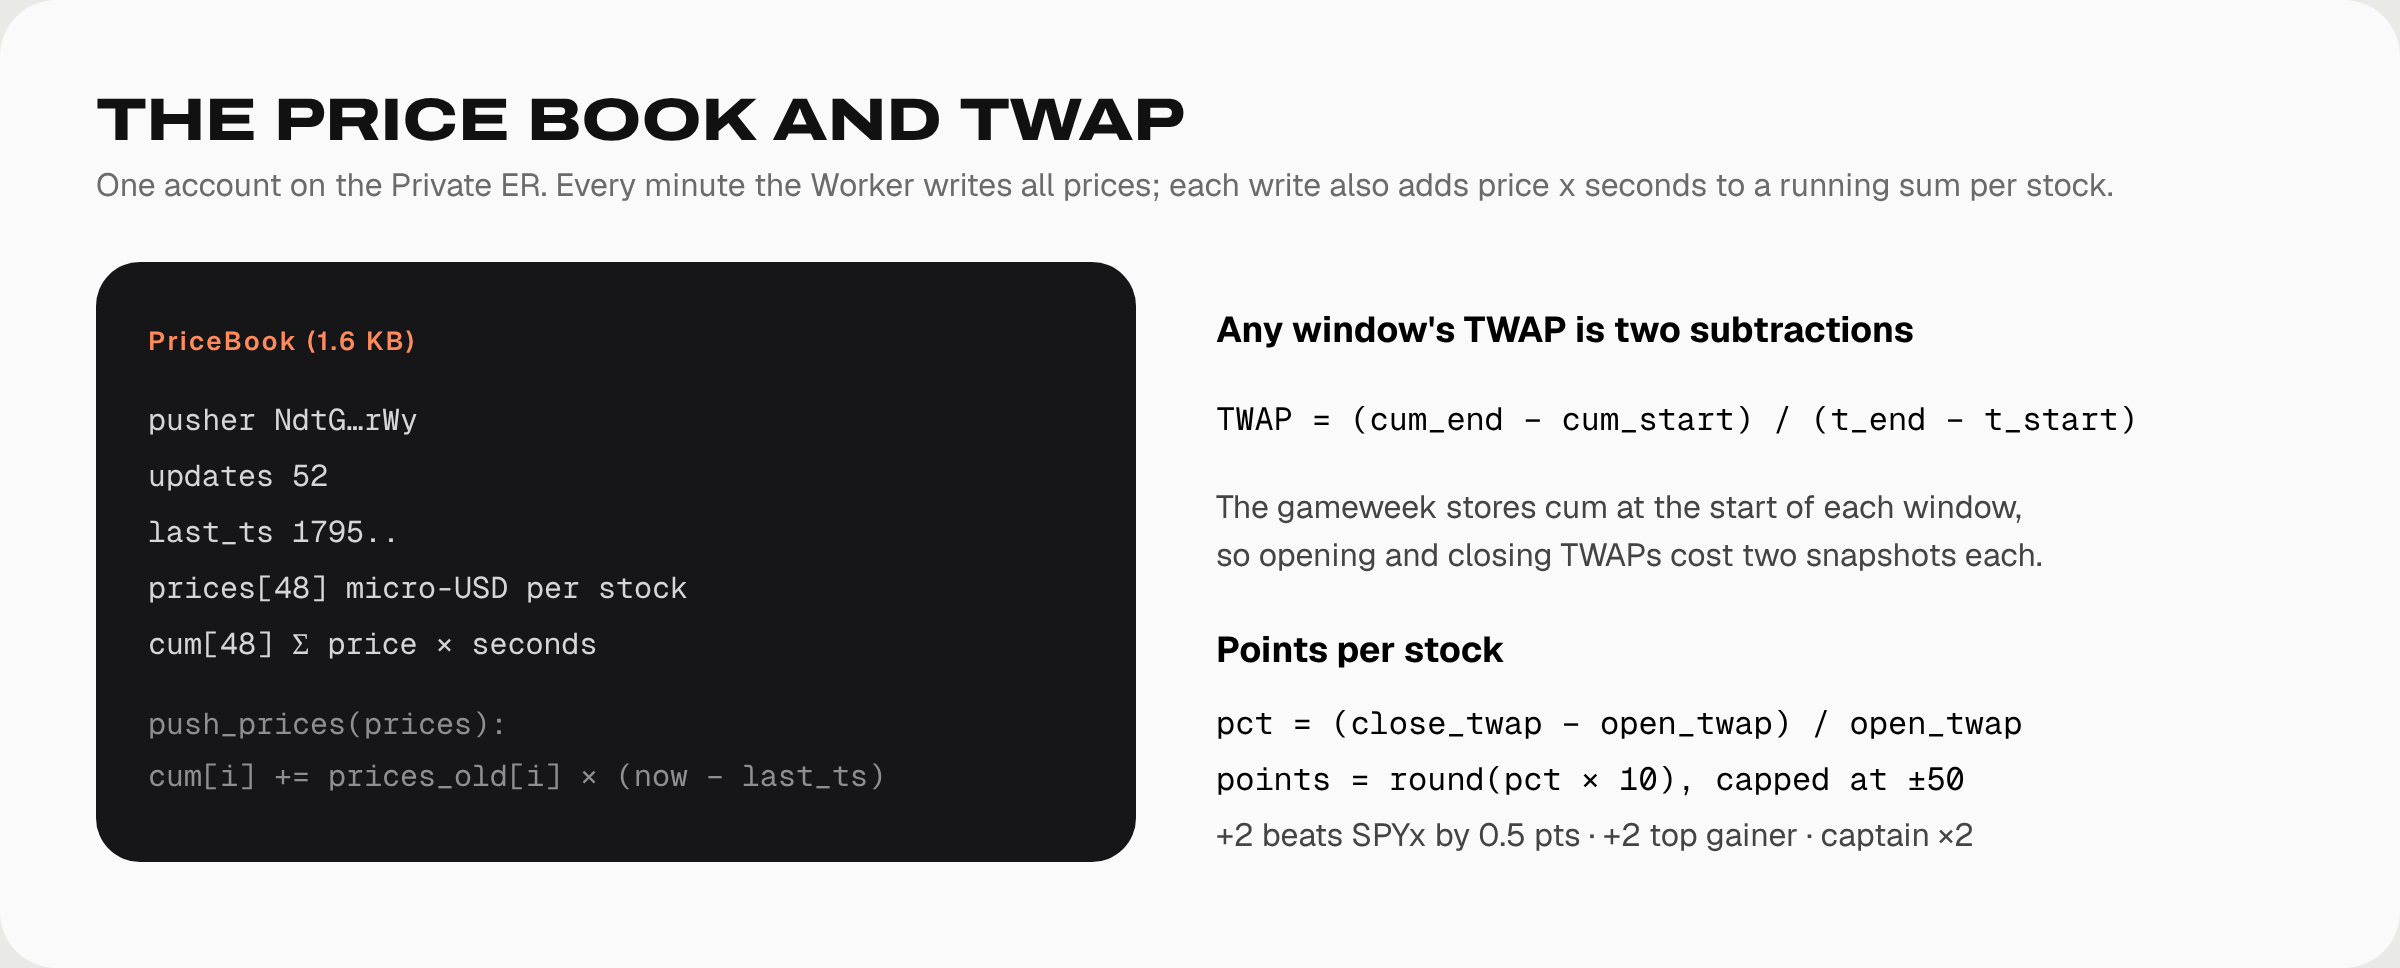 THE PRICE BOOK AND TWAP
One account on the Private ER. Every minute the Worker writes all prices; each write also adds price x seconds to a running sum per stock.
PriceBook (1.6 KB)
pusher NdtG…rWy
updates 52
last_ts 1795..
prices[48] micro-USD per stock
cum[48] Σ price × seconds
push_prices(prices):
cum[i] += prices_old[i] × (now − last_ts)
Any window's TWAP is two subtractions
TWAP = (cum_end − cum_start) / (t_end − t_start)
The gameweek stores cum at the start of each window,
so opening and closing TWAPs cost two snapshots each.
Points per stock
pct = (close_twap − open_twap) / open_twap
points = round(pct × 10), capped at ±50
+2 beats SPYx by 0.5 pts · +2 top gainer · captain ×2